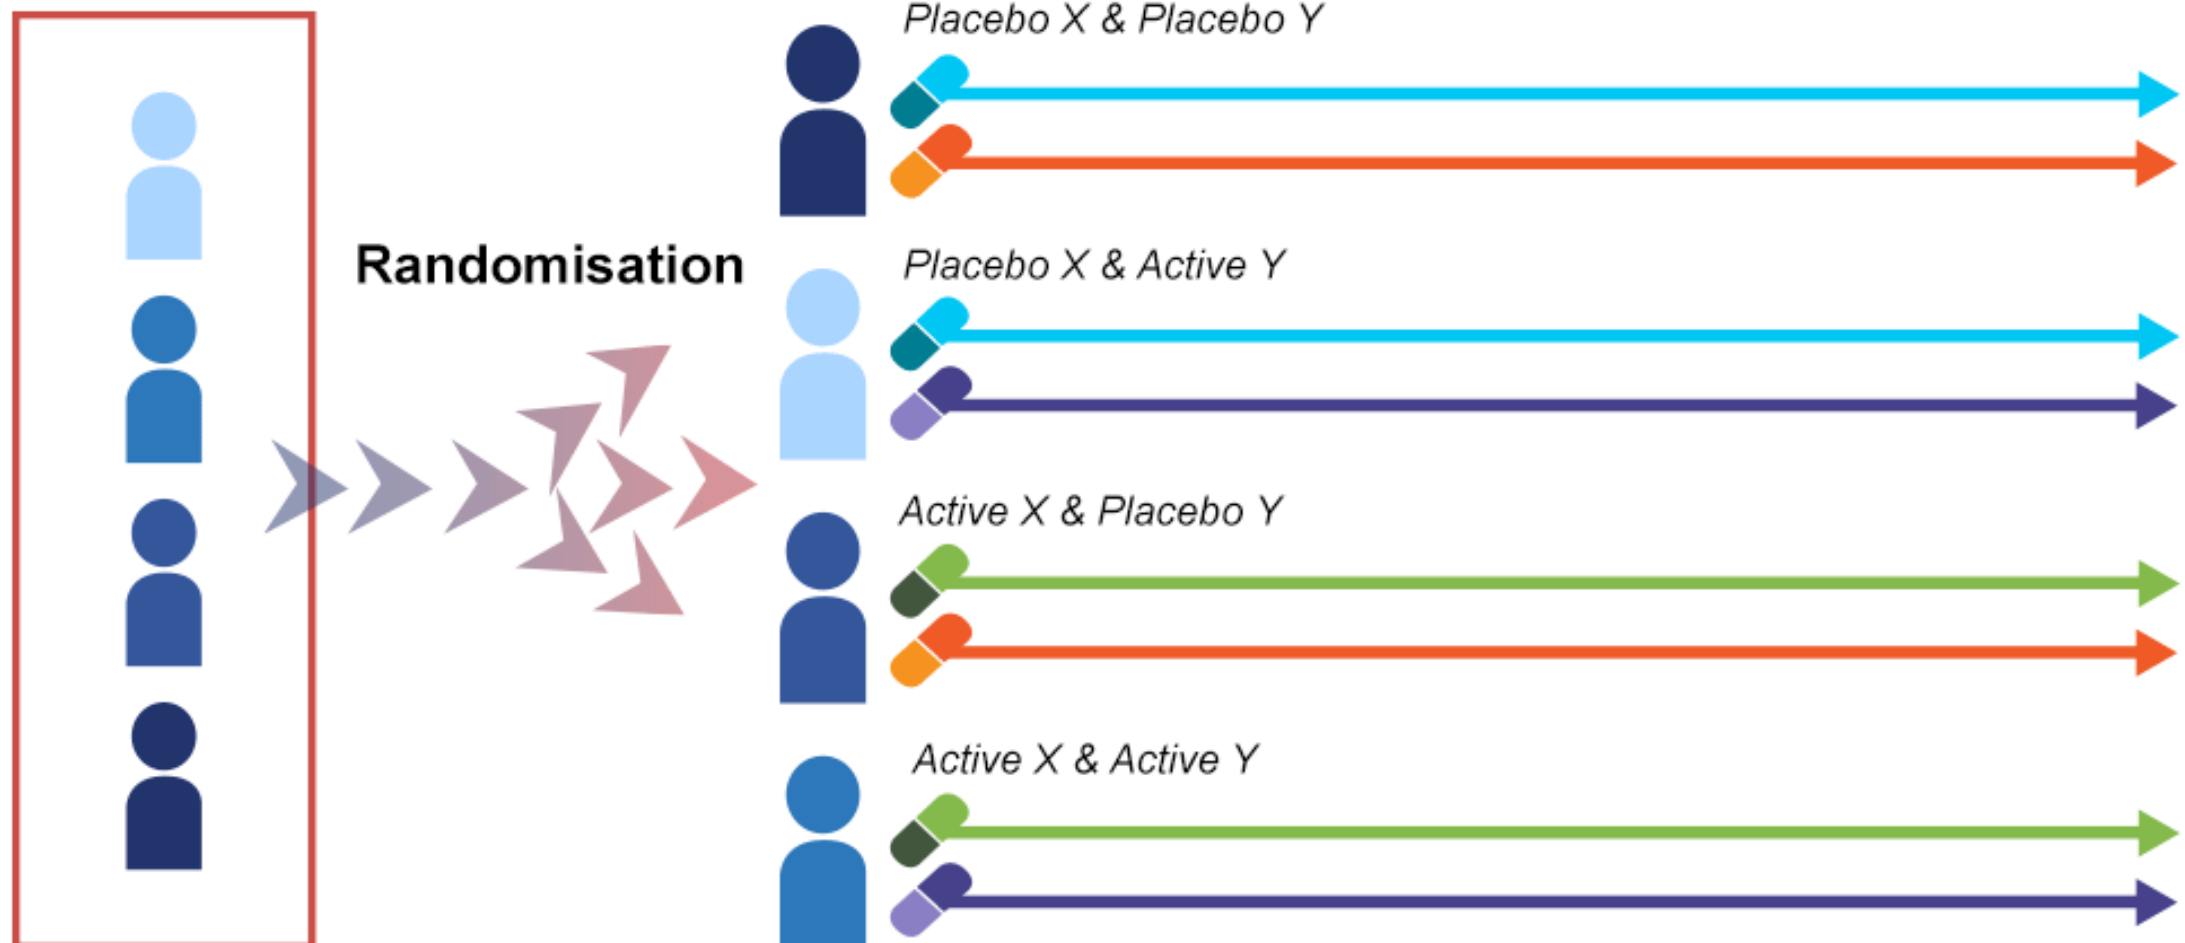 Placebo X & Placebo Y
Randomisation
Placebo X & Active Y
Active X & Placebo Y
Active X & Active Y